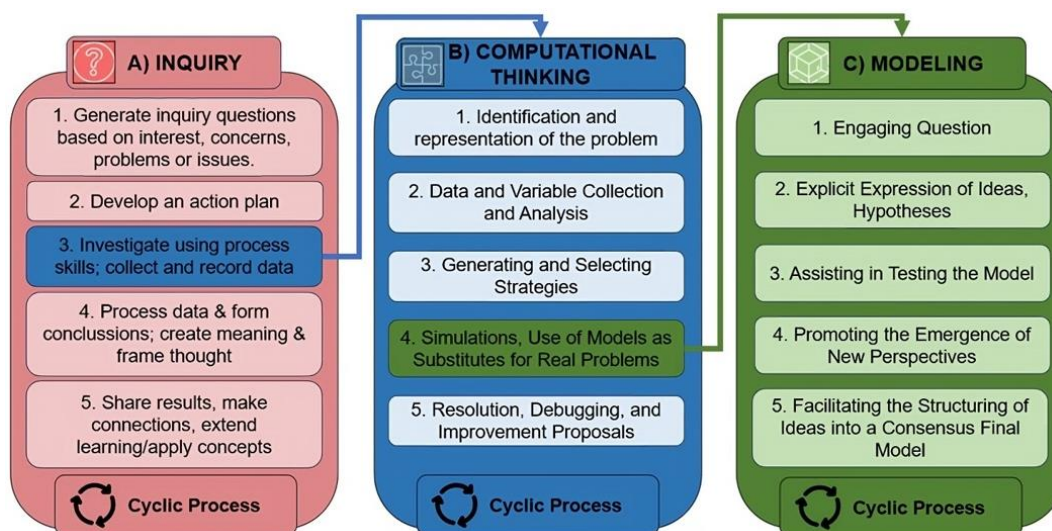 A) INQUIRY
1. Generate inquiry questions
based on interest, concerns,
problems or issues.
2. Develop an action plan
3. Investigate using process
skills; collect and record data
4. Process data & form
conclussions; create meaning &
frame thought
5. Share results, make
connections, extend
learning/apply concepts
Cyclic Process
B) COMPUTATIONAL
THINKING
1. Identification and
representation of the problem
2. Data and Variable Collection
and Analysis
3. Generating and Selecting
Strategies
4. Simulations, Use of Models as
Substitutes for Real Problems
5. Resolution, Debugging, and
Improvement Proposals
Cyclic Process
C) MODELING
1. Engaging Question
2. Explicit Expression of Ideas,
Hypotheses
3. Assisting in Testing the Model
4. Promoting the Emergence of
New Perspectives
5. Facilitating the Structuring of
Ideas into a Consensus Final
Model
Cyclic Process